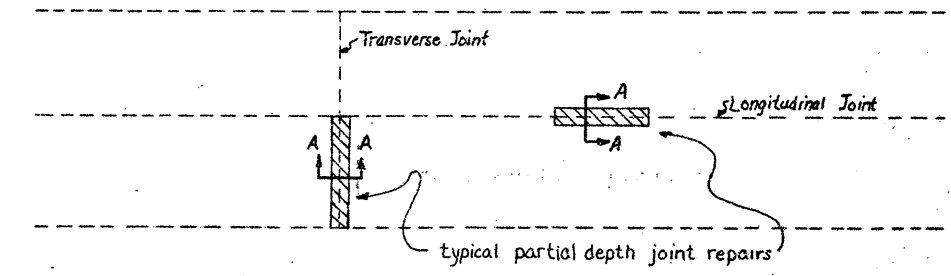 Transverse Joint
A
Longitudinal Joint
A A
A
typical partial depth joint repairs